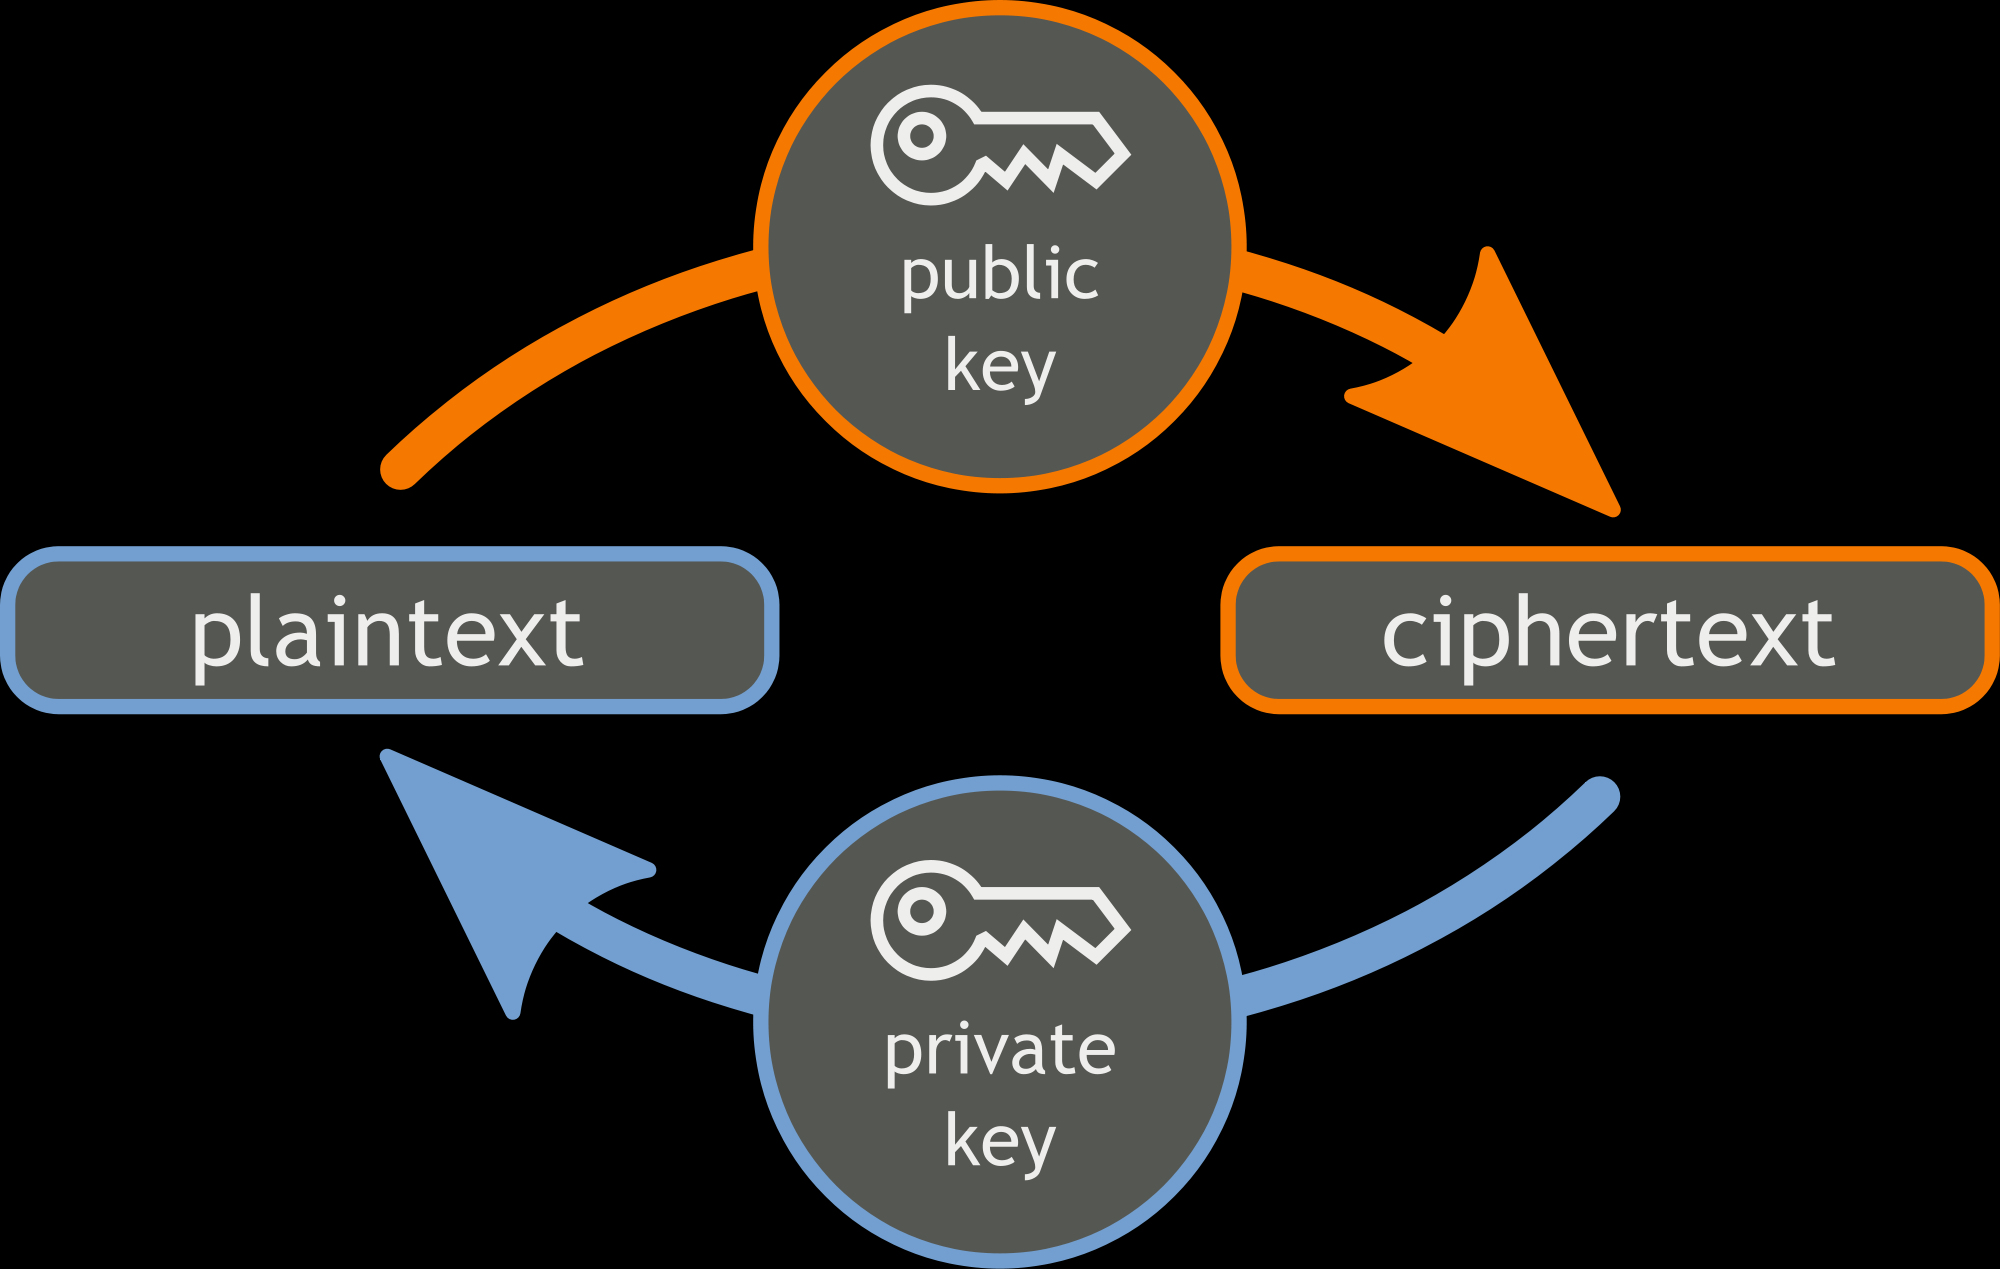 public
key
plaintext
ciphertext
private
key